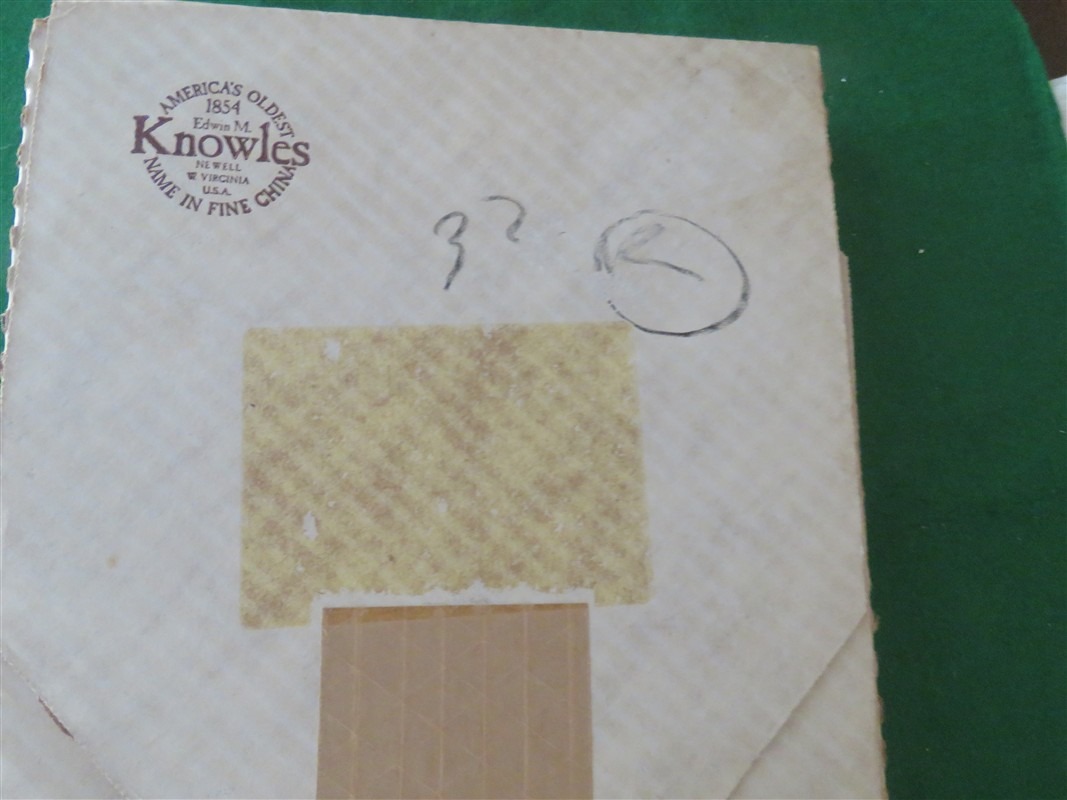 AMERICA'S OLDEST
1854
Edwin M.
Knowles
NEWELL
W VIRGINIA
U.S.A.
NAME IN FINE CHINA